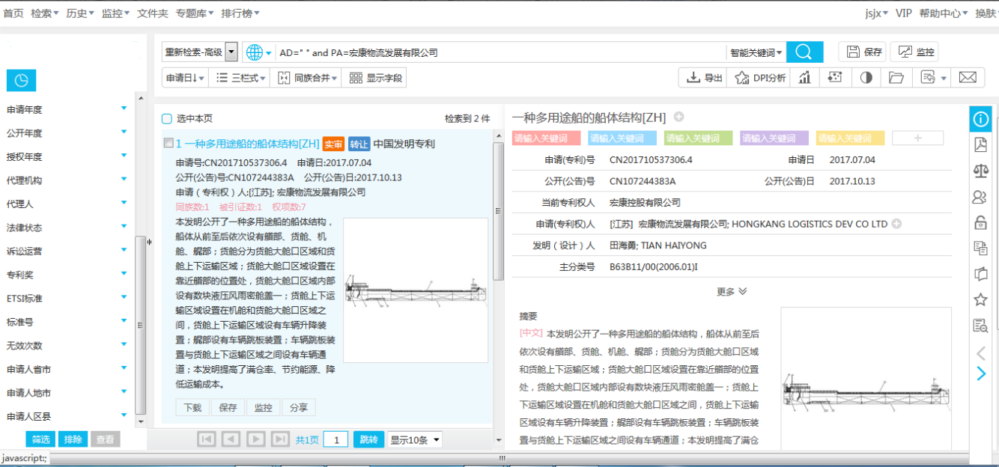 首页 检索 历史 监控 文件夹 专题库 排行榜 jsjx VIP 帮助中心 换肤
重新检索-高级 AD=" " and PA=宏康物流发展有限公司 智能关键词 保存 监控
申请日↓ 三栏式 同族合并 显示字段 导出 DPI分析
申请年度
公开年度
授权年度
代理机构
代理人
法律状态
诉讼运营
专利奖
ETSI标准
标准号
无效次数
申请人省市
申请人地市
申请人区县
筛选 排除 查看
javascript:;
选中本页 检索到 2 件
1 一种多用途船的船体结构[ZH] 实审 转让 中国发明专利
申请号:CN201710537306.4 申请日:2017.07.04
公开(公告)号:CN107244383A 公开(公告)日:2017.10.13
申请（专利权）人:[江苏]; 宏康物流发展有限公司
同族数:1 被引证数:1 权项数:7
本发明公开了一种多用途船的船体结构，
船体从前至后依次设有艏部、货舱、机
舱、艉部；货舱分为货舱大舱口区域和货
舱上下运输区域；货舱大舱口区域设置在
靠近艏部的位置处，货舱大舱口区域内部
设有数块液压风雨密舱盖一；货舱上下运
输区域设置在机舱和货舱大舱口区域之
间，货舱上下运输区域设有车辆升降装
置；艉部设有车辆跳板装置；车辆跳板装
置与货舱上下运输区域之间设有车辆通
道；本发明提高了满仓率、节约能源、降
低运输成本。
下载 保存 监控 分享
共1页 1 跳转 显示10条
一种多用途船的船体结构[ZH]
请输入关键词 请输入关键词 请输入关键词 请输入关键词 请输入关键词 +
申请(专利)号 CN201710537306.4 申请日 2017.07.04
公开(公告)号 CN107244383A 公开(公告)日 2017.10.13
当前专利权人 宏康控股有限公司
申请(专利权)人 [江苏] 宏康物流发展有限公司; HONGKANG LOGISTICS DEV CO LTD
发明（设计）人 田海勇; TIAN HAIYONG
主分类号 B63B11/00(2006.01)I
更多
摘要
[中文] 本发明公开了一种多用途船的船体结构，船体从前至后
依次设有艏部、货舱、机舱、艉部；货舱分为货舱大舱口区域
和货舱上下运输区域；货舱大舱口区域设置在靠近艏部的位置
处，货舱大舱口区域内部设有数块液压风雨密舱盖一；货舱上
下运输区域设置在机舱和货舱大舱口区域之间，货舱上下运输
区域设有车辆升降装置；艉部设有车辆跳板装置；车辆跳板装
置与货舱上下运输区域之间设有车辆通道；本发明提高了满仓